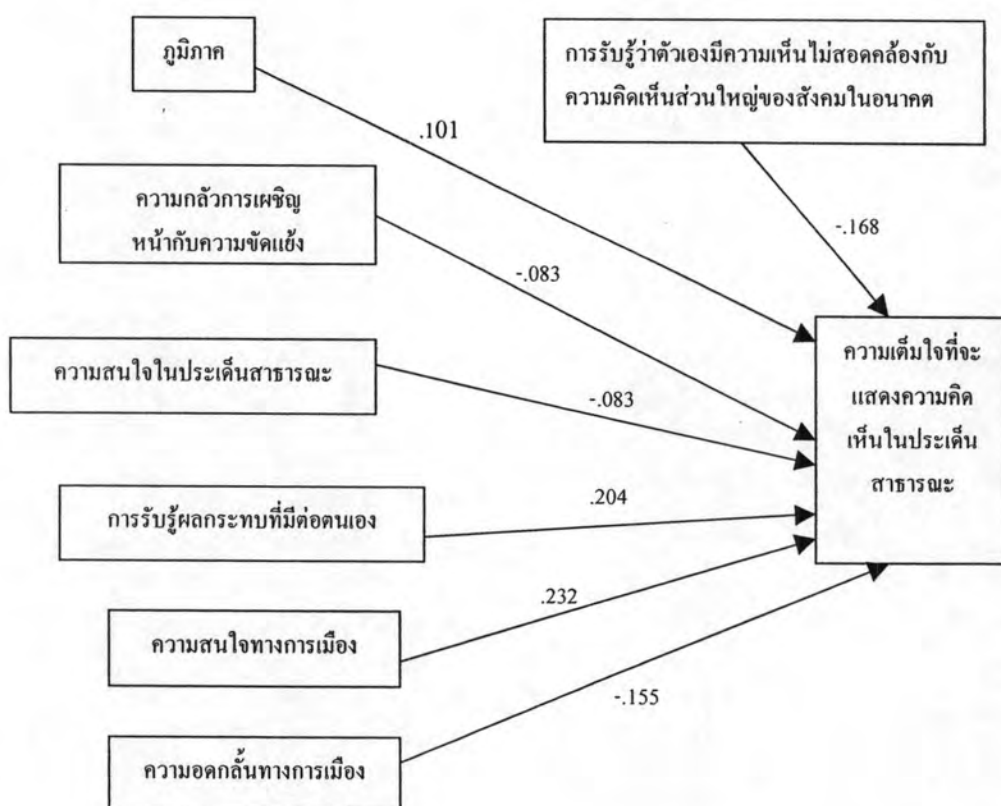 ภูมิภาค
การรับรู้ว่าตัวเองมีความเห็นไม่สอดคล้องกับ
ความคิดเห็นส่วนใหญ่ของสังคมในอนาคต
.101
ความกลัวการเผชิญ
หน้ากับความขัดแย้ง
-.168
-.083
ความสนใจในประเด็นสาธารณะ
-.083
ความเต็มใจที่จะ
แสดงความคิด
เห็นในประเด็น
สาธารณะ
การรับรู้ผลกระทบที่มีต่อตนเอง
.204
ความสนใจทางการเมือง
.232
ความอดกลั้นทางการเมือง
-.155